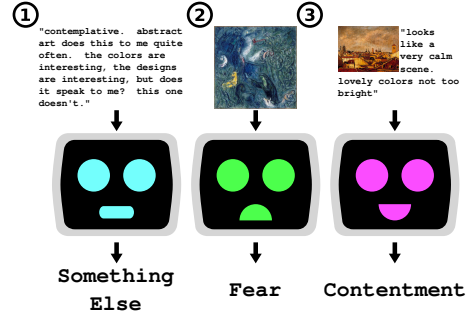 1
"contemplative. abstract
art does this to me quite
often. the colors are
interesting, the designs
are interesting, but does
it speak to me? this one
doesn't."
Something
Else
2
Fear
3
"looks
like a
very calm
scene.
lovely colors not too
bright"
Contentment